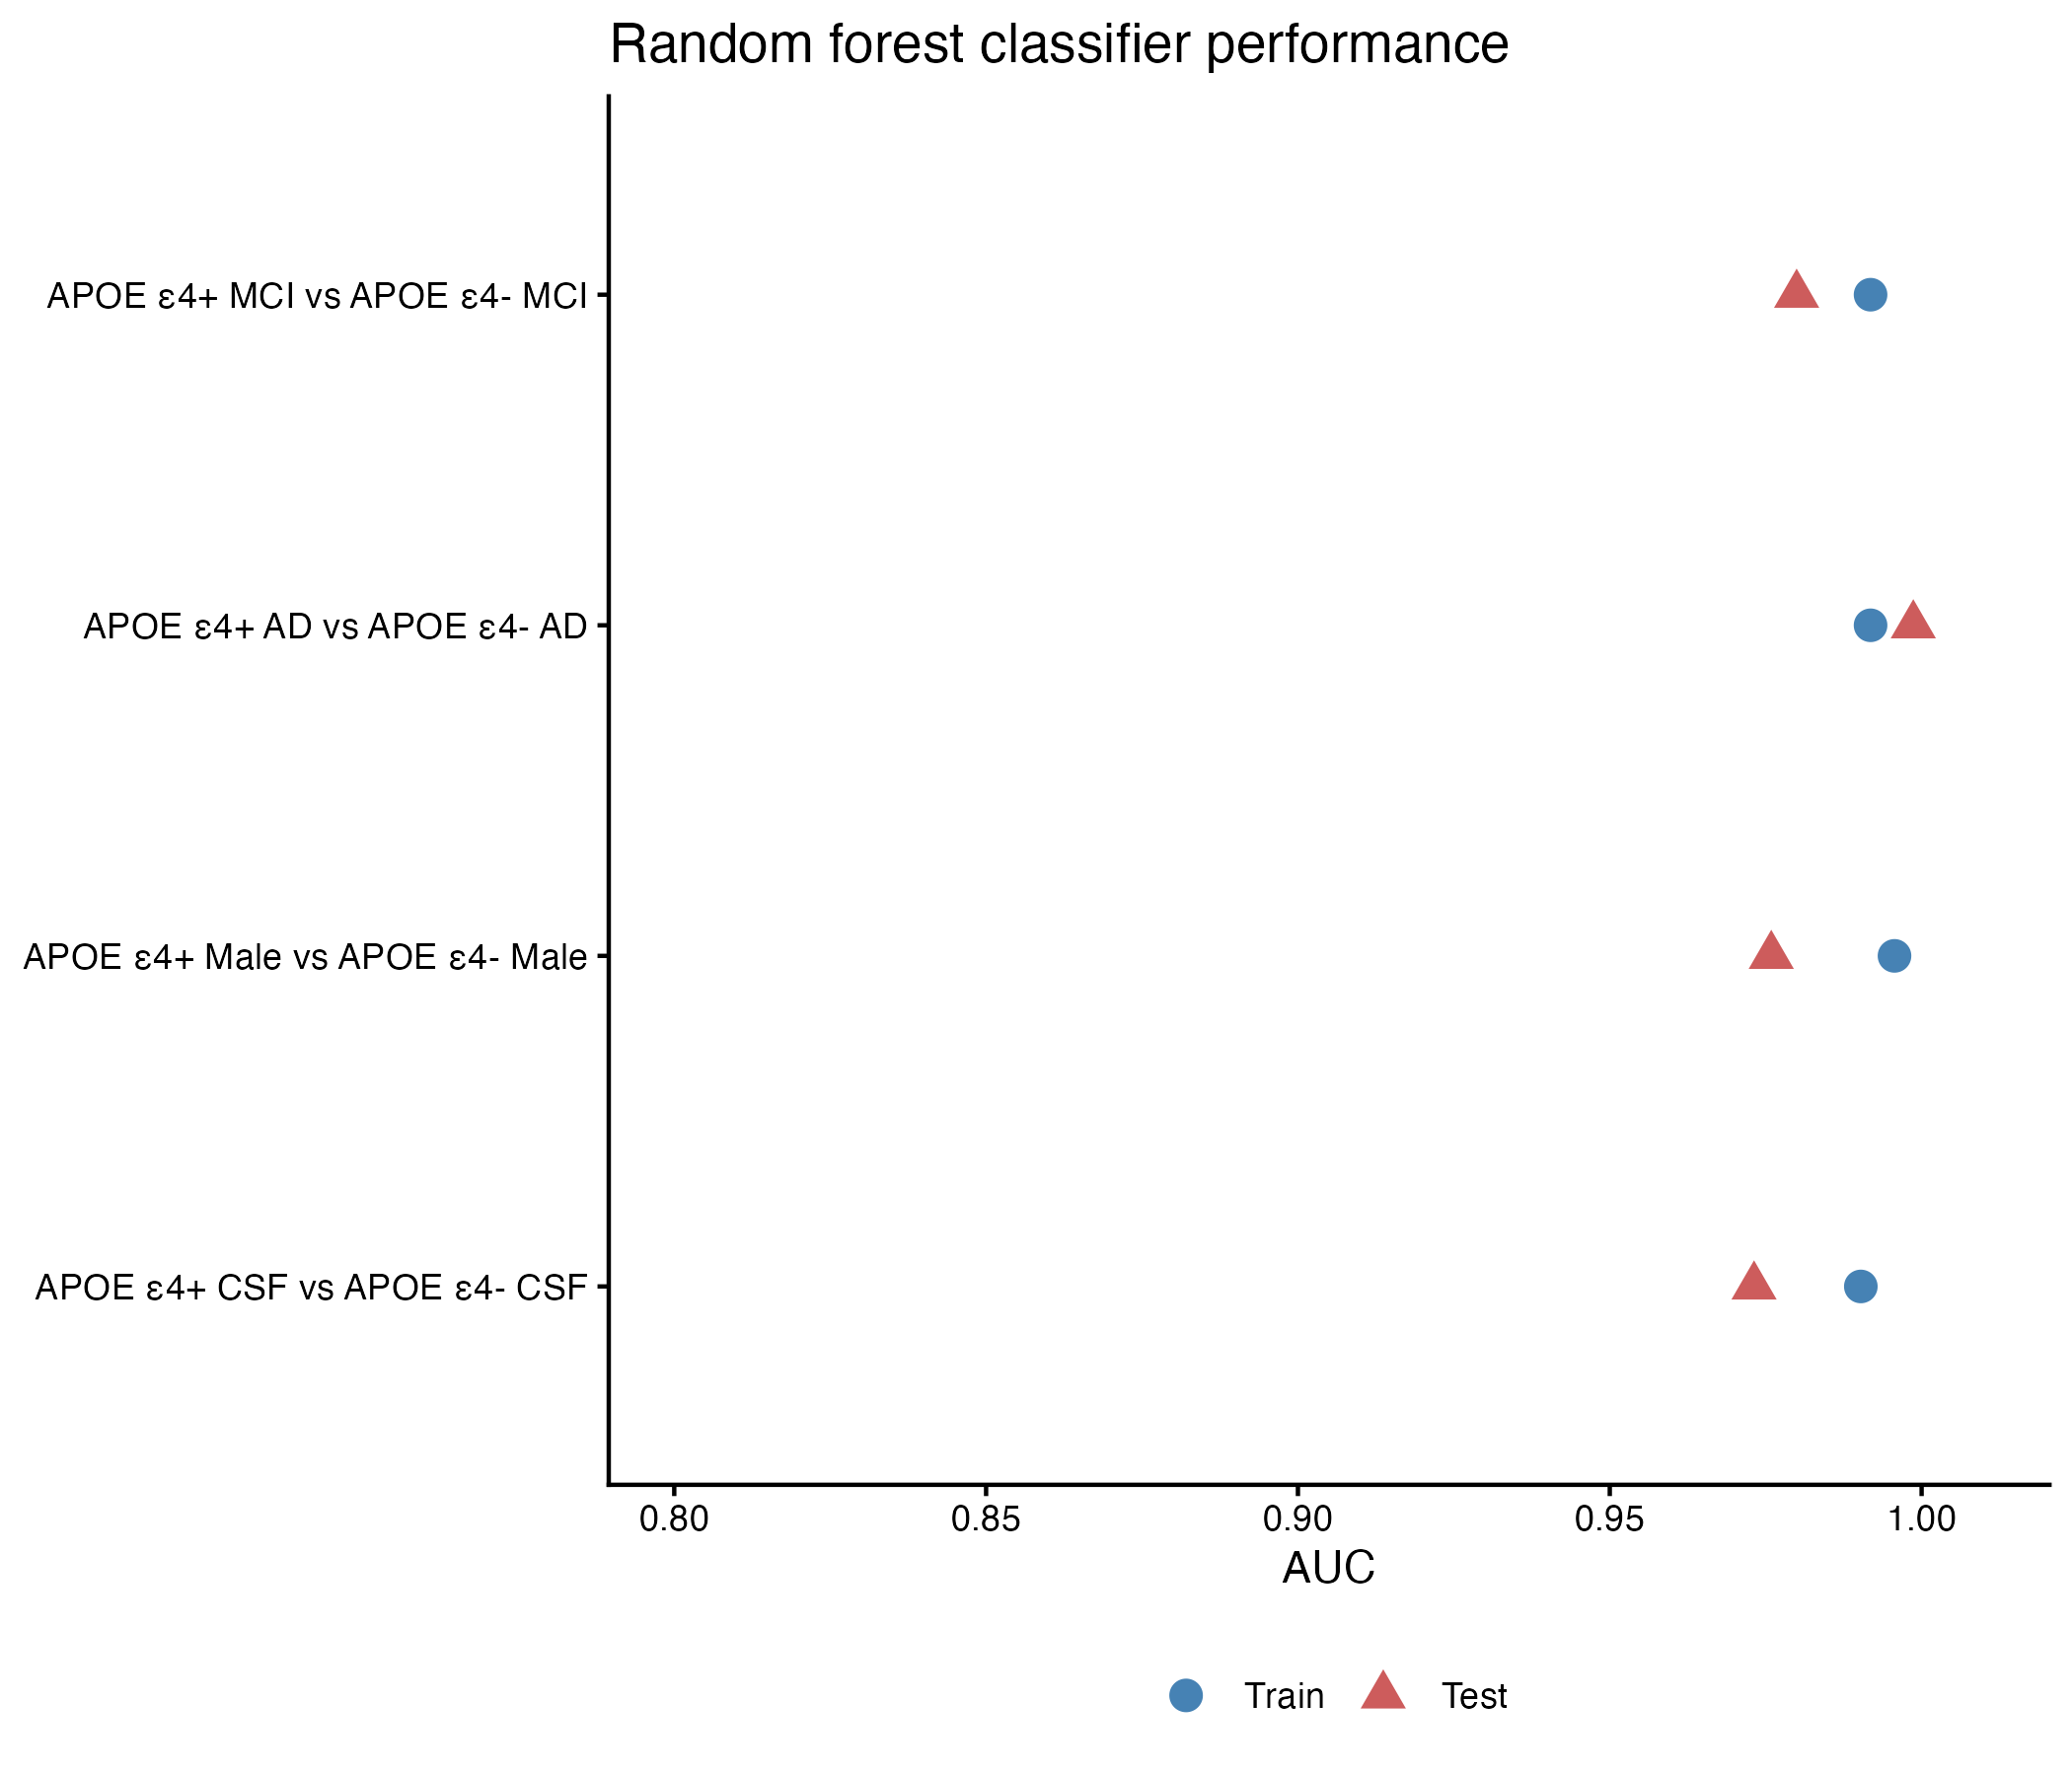 Random forest classifier performance
APOE ε4+ MCI vs APOE ε4- MCI
APOE ε4+ AD vs APOE ε4- AD
APOE ε4+ Male vs APOE ε4- Male
APOE ε4+ CSF vs APOE ε4- CSF
0.80 0.85 0.90 0.95 1.00
AUC
Train Test